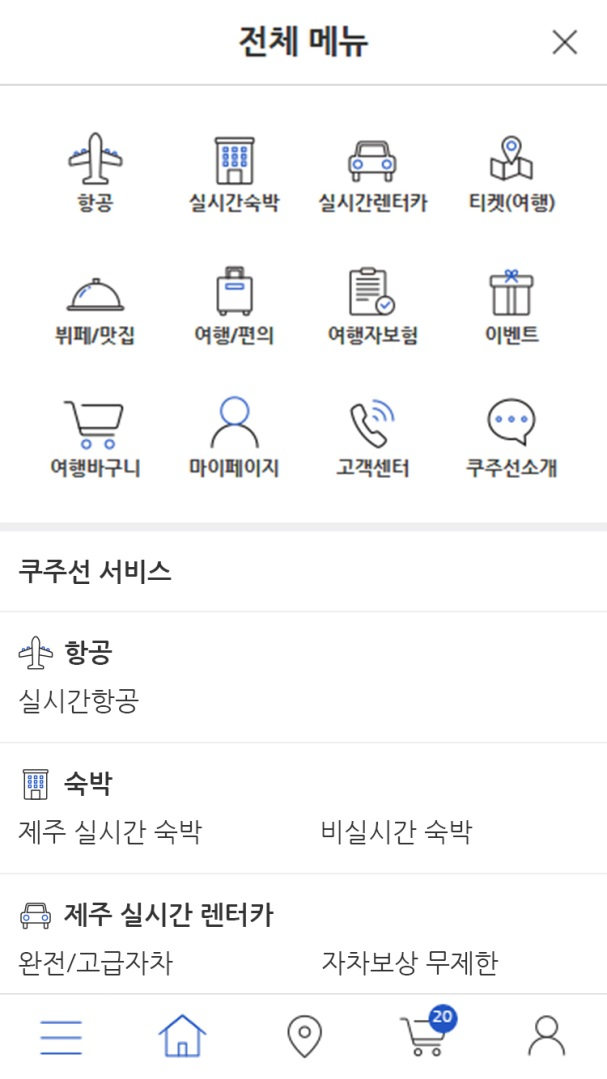 전체 메뉴
항공 실시간숙박 실시간렌터카 티켓(여행)
뷔페/맛집 여행/편의 여행자보험 이벤트
여행바구니 마이페이지 고객센터 쿠주선소개
쿠주선 서비스
항공
실시간항공
숙박
제주 실시간 숙박 비실시간 숙박
제주 실시간 렌터카
완전/고급자차 자차보상 무제한
20